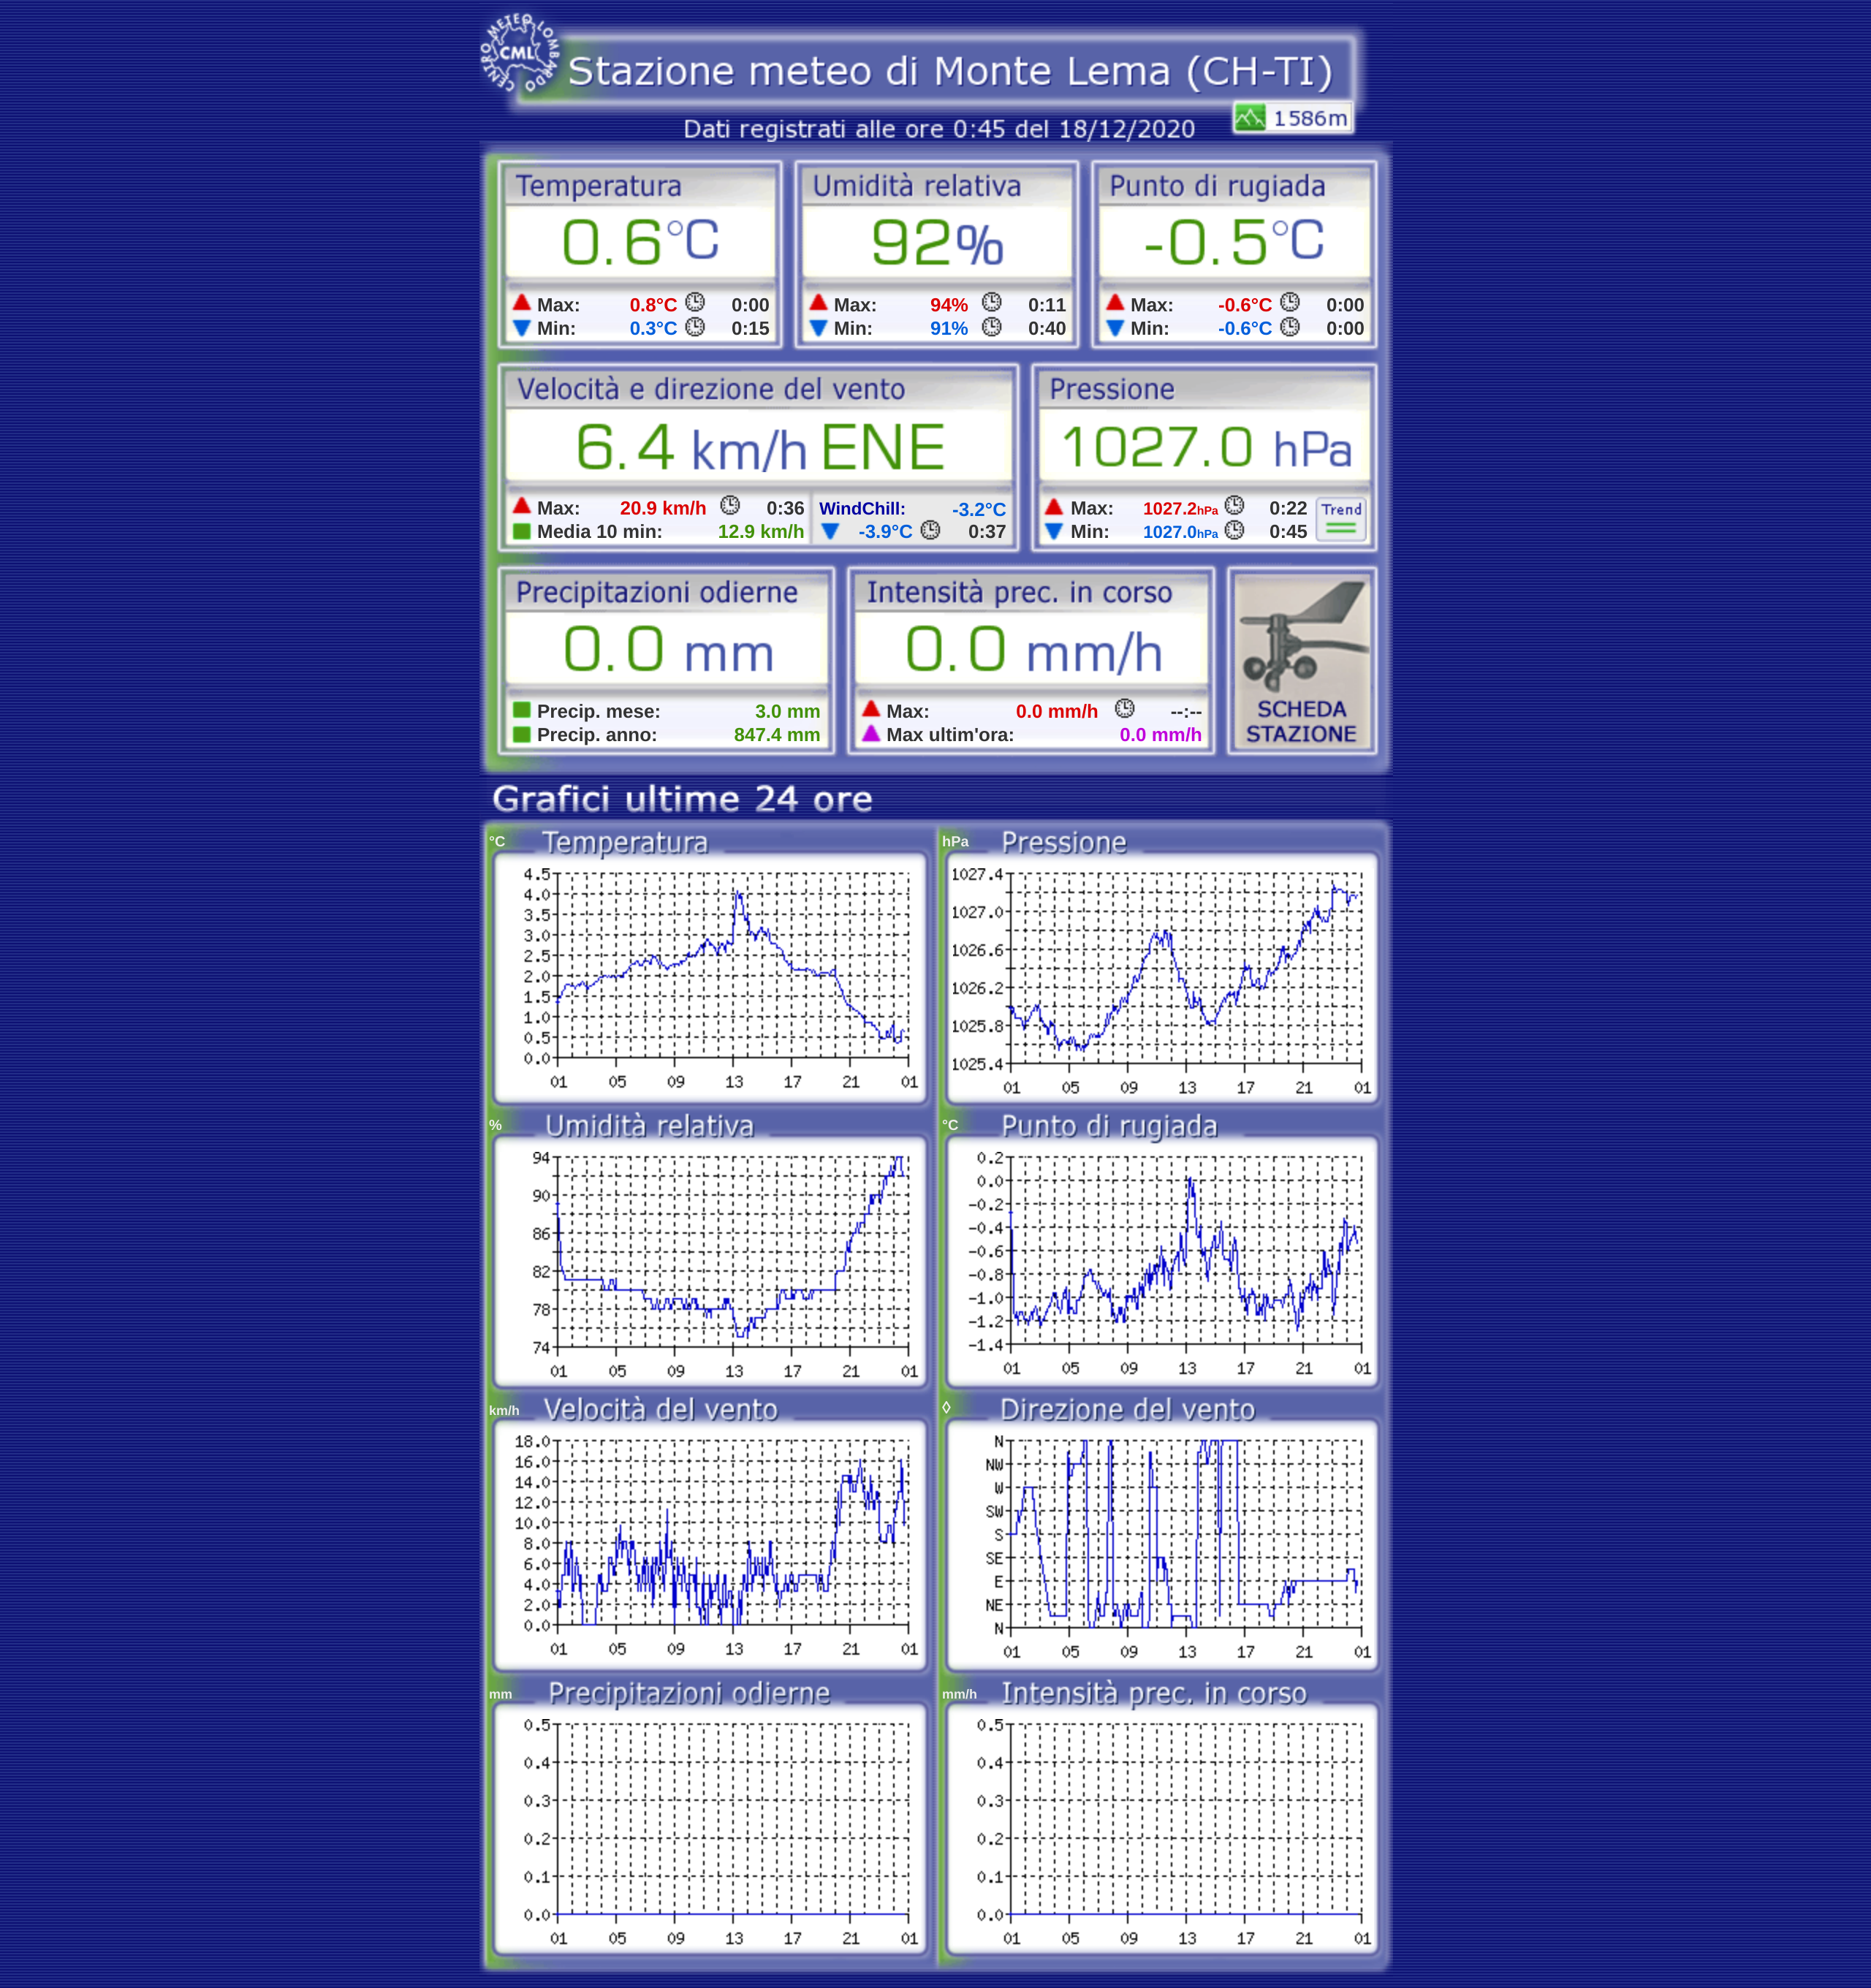 CENTRO METEO LOMBARDO
CML
Stazione meteo di Monte Lema (CH-TI)
1586m
Dati registrati alle ore 0:45 del 18/12/2020
Temperatura Umidità relativa Punto di rugiada
0.6°C 92% -0.5°C
Max: 0.8°C 0:00 Max: 94% 0:11 Max: -0.6°C 0:00
Min: 0.3°C 0:15 Min: 91% 0:40 Min: -0.6°C 0:00
Velocità e direzione del vento Pressione
6.4 km/h ENE 1027.0 hPa
Max: 20.9 km/h 0:36 WindChill: -3.2°C Max: 1027.2hPa 0:22 Trend
Media 10 min: 12.9 km/h -3.9°C 0:37 Min: 1027.0hPa 0:45
Precipitazioni odierne Intensità prec. in corso
0.0 mm 0.0 mm/h
Precip. mese: 3.0 mm Max: 0.0 mm/h --:-- SCHEDA
Precip. anno: 847.4 mm Max ultim'ora: 0.0 mm/h STAZIONE
Grafici ultime 24 ore
°C Temperatura
4.5
4.0
3.5
3.0
2.5
2.0
1.5
1.0
0.5
0.0
01 05 09 13 17 21 01
hPa Pressione
1027.4
1027.0
1026.6
1026.2
1025.8
1025.4
01 05 09 13 17 21 01
% Umidità relativa
94
90
86
82
78
74
01 05 09 13 17 21 01
°C Punto di rugiada
0.2
0.0
-0.2
-0.4
-0.6
-0.8
-1.0
-1.2
-1.4
01 05 09 13 17 21 01
km/h Velocità del vento
18.0
16.0
14.0
12.0
10.0
8.0
6.0
4.0
2.0
0.0
01 05 09 13 17 21 01
◊ Direzione del vento
N
NW
W
SW
S
SE
E
NE
N
01 05 09 13 17 21 01
mm Precipitazioni odierne
0.5
0.4
0.3
0.2
0.1
0.0
01 05 09 13 17 21 01
mm/h Intensità prec. in corso
0.5
0.4
0.3
0.2
0.1
0.0
01 05 09 13 17 21 01